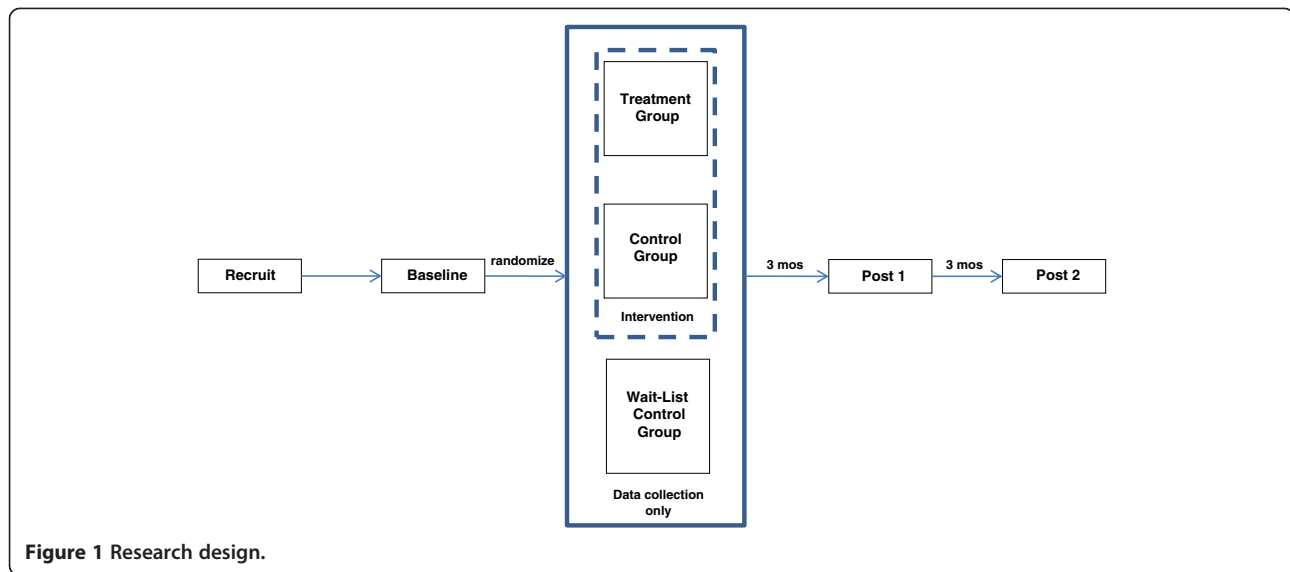 Treatment
Group
Control
Group
Intervention
Recruit
Baseline
randomize
3 mos
Post 1
3 mos
Post 2
Wait-List
Control
Group
Data collection
only
Figure 1 Research design.